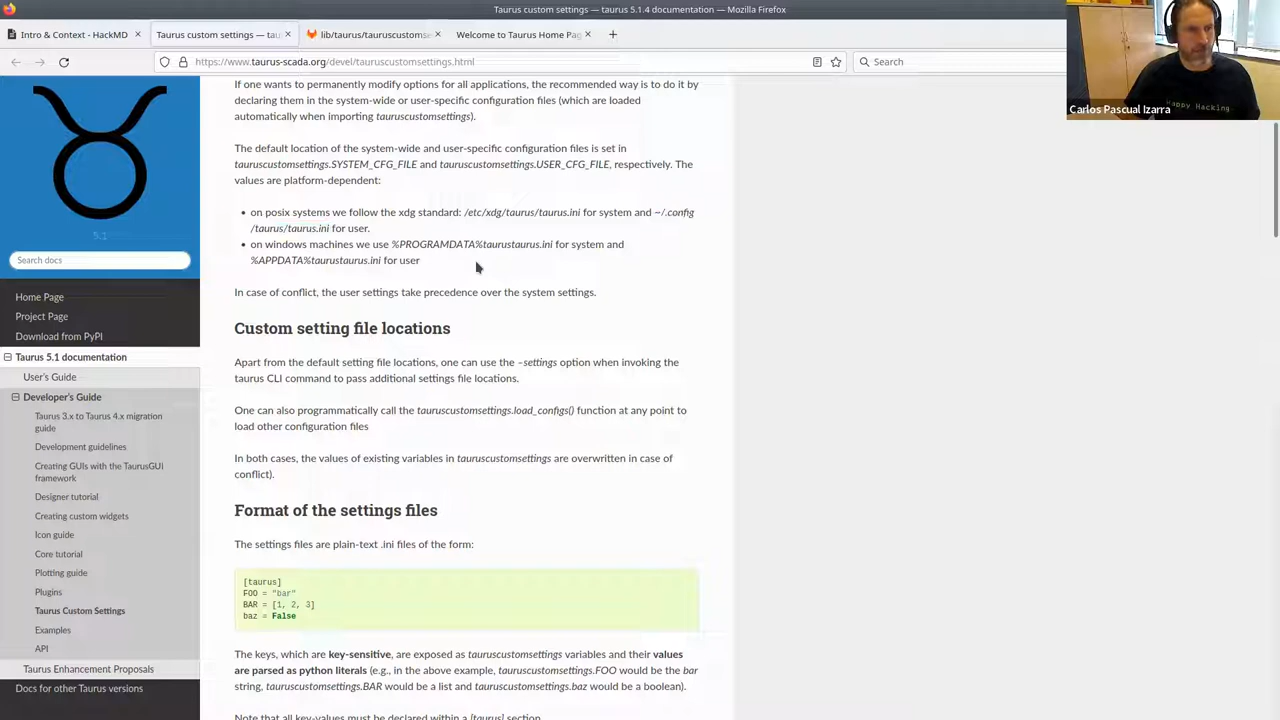 Taurus custom settings — taurus 5.1.4 documentation — Mozilla Firefox
Intro & Context - HackMD
Taurus custom settings — tau
lib/taurus/tauruscustomse
Welcome to Taurus Home Pag
https://www.taurus-scada.org/devel/tauruscustomsettings.html
Search
Happy Hacking_
Carlos Pascual Izarra
5.1
Search docs
Home Page
Project Page
Download from PyPI
Taurus 5.1 documentation
User's Guide
Developer's Guide
Taurus 3.x to Taurus 4.x migration
guide
Development guidelines
Creating GUIs with the TaurusGUI
framework
Designer tutorial
Creating custom widgets
Icon guide
Core tutorial
Plotting guide
Plugins
Taurus Custom Settings
Examples
API
Taurus Enhancement Proposals
Docs for other Taurus versions
If one wants to permanently modify options for all applications, the recommended way is to do it by
declaring them in the system-wide or user-specific configuration files (which are loaded
automatically when importing tauruscustomsettings).
The default location of the system-wide and user-specific configuration files is set in
tauruscustomsettings.SYSTEM_CFG_FILE and tauruscustomsettings.USER_CFG_FILE, respectively. The
values are platform-dependent:
• on posix systems we follow the xdg standard: /etc/xdg/taurus/taurus.ini for system and ~/.config
/taurus/taurus.ini for user.
• on windows machines we use %PROGRAMDATA%taurustaurus.ini for system and
%APPDATA%taurustaurus.ini for user
In case of conflict, the user settings take precedence over the system settings.
Custom setting file locations
Apart from the default setting file locations, one can use the –settings option when invoking the
taurus CLI command to pass additional settings file locations.
One can also programmatically call the tauruscustomsettings.load_configs() function at any point to
load other configuration files
In both cases, the values of existing variables in tauruscustomsettings are overwritten in case of
conflict).
Format of the settings files
The settings files are plain-text .ini files of the form:
[taurus]
FOO = "bar"
BAR = [1, 2, 3]
baz = False
The keys, which are key-sensitive, are exposed as tauruscustomsettings variables and their values
are parsed as python literals (e.g., in the above example, tauruscustomsettings.FOO would be the bar
string, tauruscustomsettings.BAR would be a list and tauruscustomsettings.baz would be a boolean).
Note that all key-values must be declared within a [taurus] section